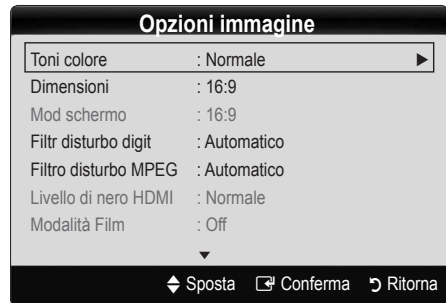 Opzioni immagine
Toni colore : Normale
Dimensioni : 16:9
Mod schermo : 16:9
Filtr disturbo digit : Automatico
Filtro disturbo MPEG : Automatico
Livello di nero HDMI : Normale
Modalità Film : Off
Sposta Conferma Ritorna